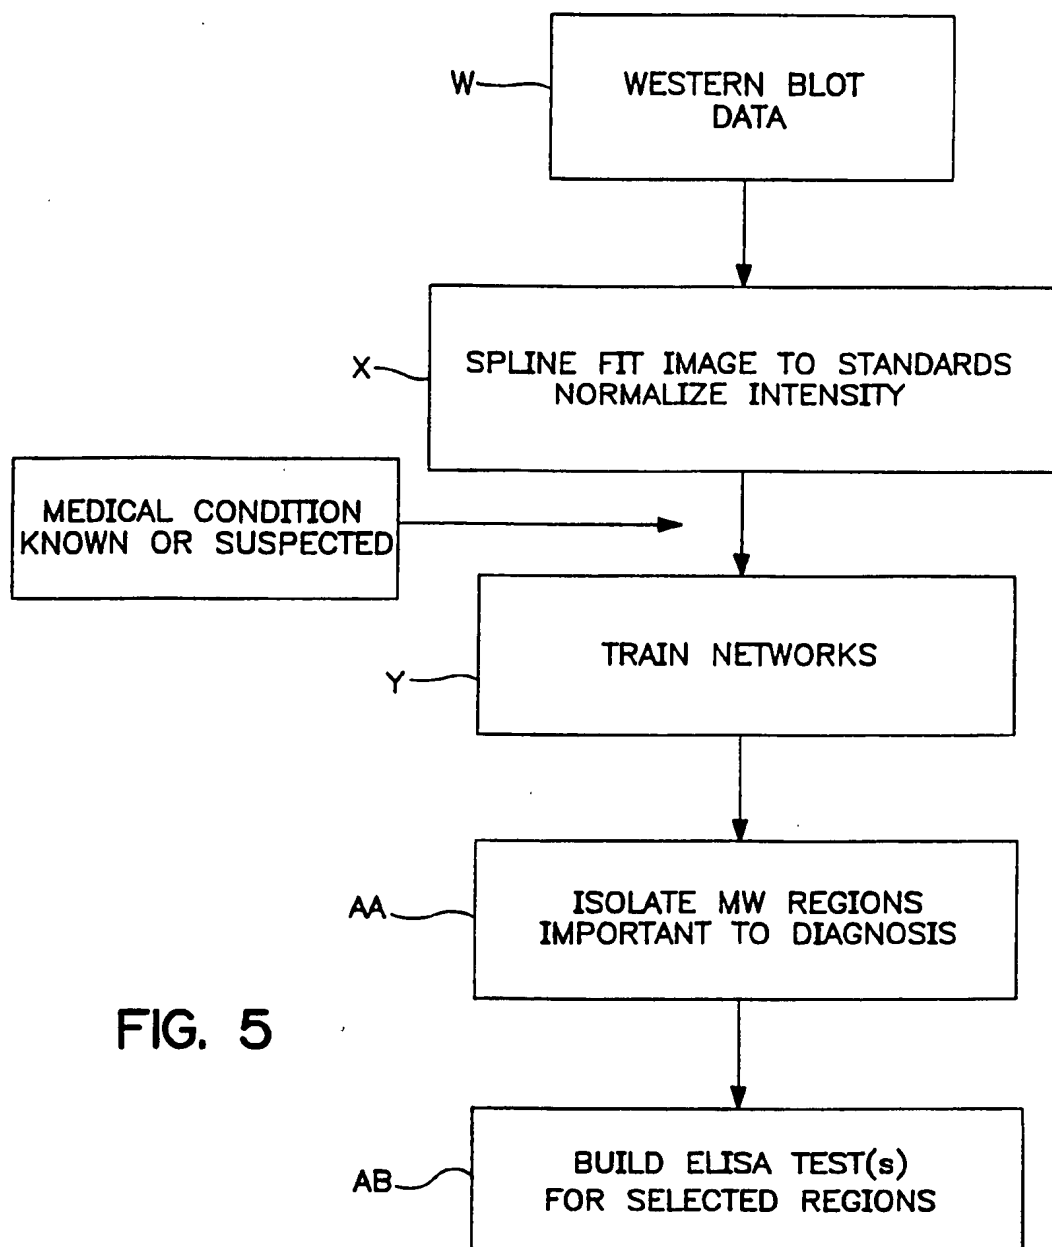 W
WESTERN BLOT
DATA
X
SPLINE FIT IMAGE TO STANDARDS
NORMALIZE INTENSITY
MEDICAL CONDITION
KNOWN OR SUSPECTED
Y
TRAIN NETWORKS
AA
ISOLATE MW REGIONS
IMPORTANT TO DIAGNOSIS
FIG. 5
AB
BUILD ELISA TEST(s)
FOR SELECTED REGIONS